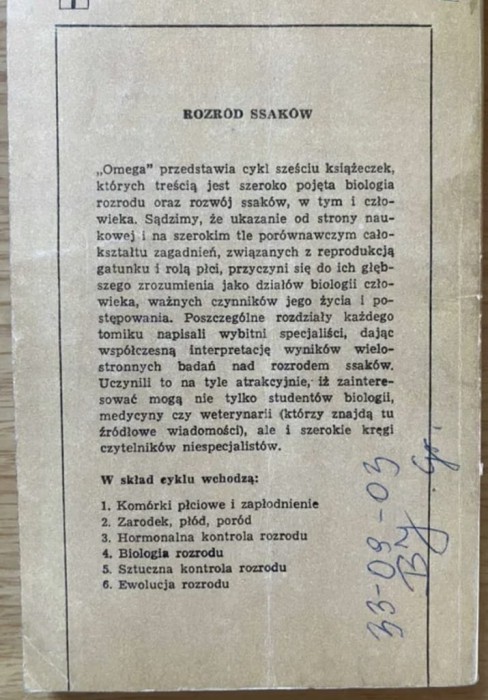 ROZRÓD SSAKÓW
„Omega” przedstawia cykl sześciu książeczek,
których treścią jest szeroko pojęta biologia
rozrodu oraz rozwój ssaków, w tym i czło-
wieka. Sądzimy, że ukazanie od strony nau-
kowej i na szerokim tle porównawczym cało-
kształtu zagadnień, związanych z reprodukcją
gatunku i rolą płci, przyczyni się do ich głęb-
szego zrozumienia jako działów biologii czło-
wieka, ważnych czynników jego życia i po-
stępowania. Poszczególne rozdziały każdego
tomiku napisali wybitni specjaliści, dając
współczesną interpretację wyników wielo-
stronnych badań nad rozrodem ssaków.
Uczynili to na tyle atrakcyjnie, iż zaintere-
sować mogą nie tylko studentów biologii,
medycyny czy weterynarii (którzy znajdą tu
źródłowe wiadomości), ale i szerokie kręgi
czytelników niespecjalistów.
W skład cyklu wchodzą:
1. Komórki płciowe i zapłodnienie
2. Zarodek, płód, poród
3. Hormonalna kontrola rozrodu
4. Biologia rozrodu
5. Sztuczna kontrola rozrodu
6. Ewolucja rozrodu
33-09-03